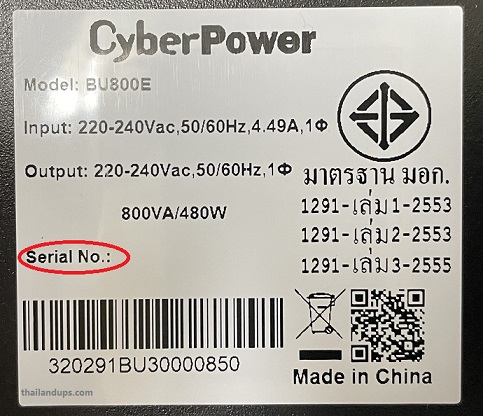 CyberPower
Model: BU800E
Input: 220-240Vac,50/60Hz,4.49A,1Φ
Output: 220-240Vac,50/60Hz,1Φ
800VA/480W
มาตรฐาน มอก.
1291-เล่ม 1-2553
1291-เล่ม 2-2553
1291-เล่ม 3-2555
Serial No.:
320291BU30000850
Made in China
thailandups.com